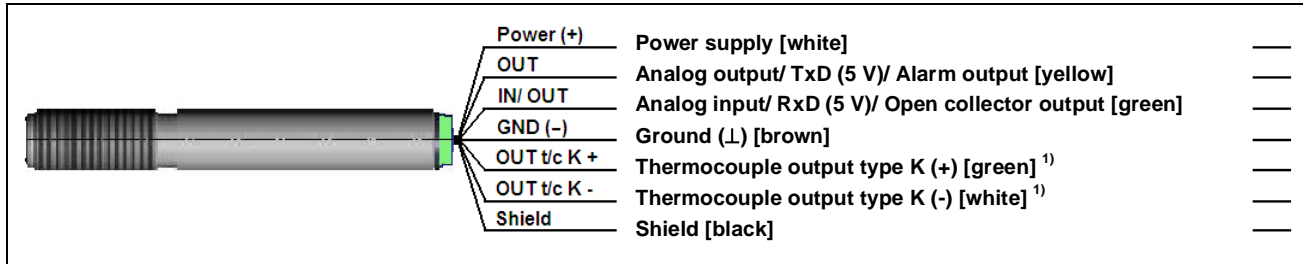 Power (+) Power supply [white]
OUT Analog output/ TxD (5 V)/ Alarm output [yellow]
IN/ OUT Analog input/ RxD (5 V)/ Open collector output [green]
GND (−) Ground (⊥) [brown]
OUT t/c K + Thermocouple output type K (+) [green] 1)
OUT t/c K - Thermocouple output type K (-) [white] 1)
Shield Shield [black]